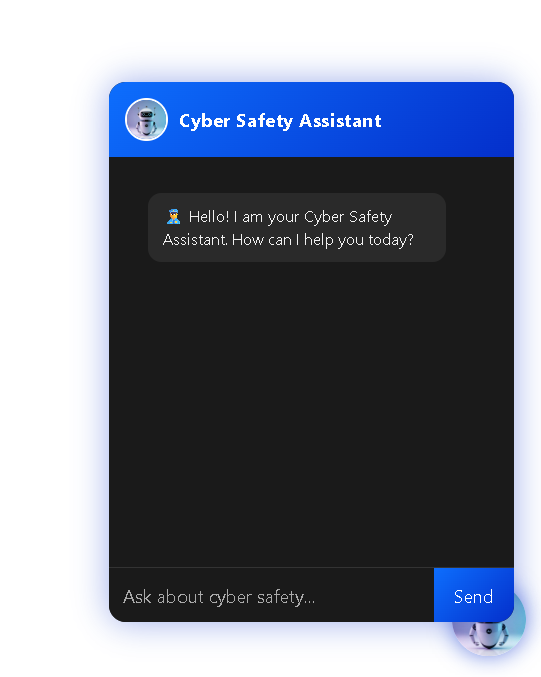 Cyber Safety Assistant
👮 Hello! I am your Cyber Safety
Assistant. How can I help you today?
Ask about cyber safety...
Send